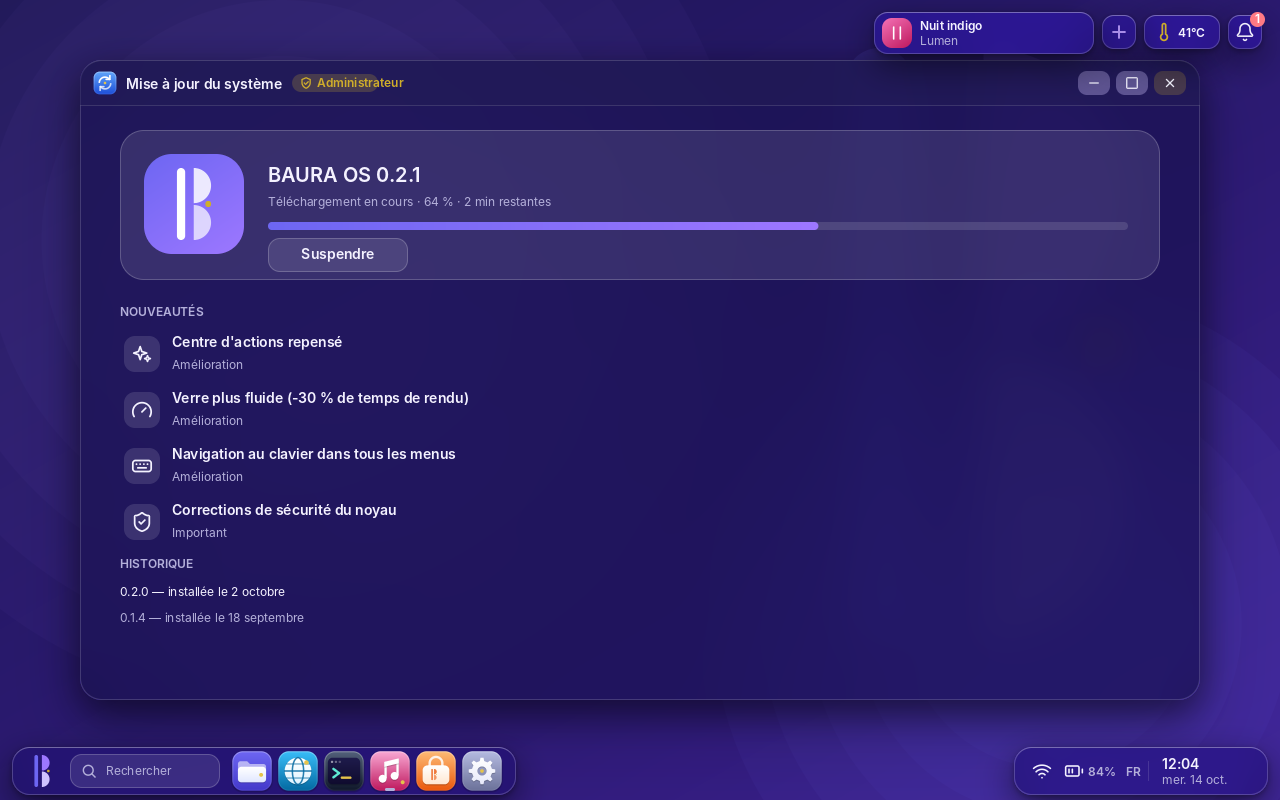 Nuit indigo
Lumen
41°C
1
Mise à jour du système
Administrateur
BAURA OS 0.2.1
Téléchargement en cours · 64 % · 2 min restantes
Suspendre
NOUVEAUTÉS
Centre d'actions repensé
Amélioration
Verre plus fluide (-30 % de temps de rendu)
Amélioration
Navigation au clavier dans tous les menus
Amélioration
Corrections de sécurité du noyau
Important
HISTORIQUE
0.2.0 — installée le 2 octobre
0.1.4 — installée le 18 septembre
Rechercher
84%
FR
12:04
mer. 14 oct.